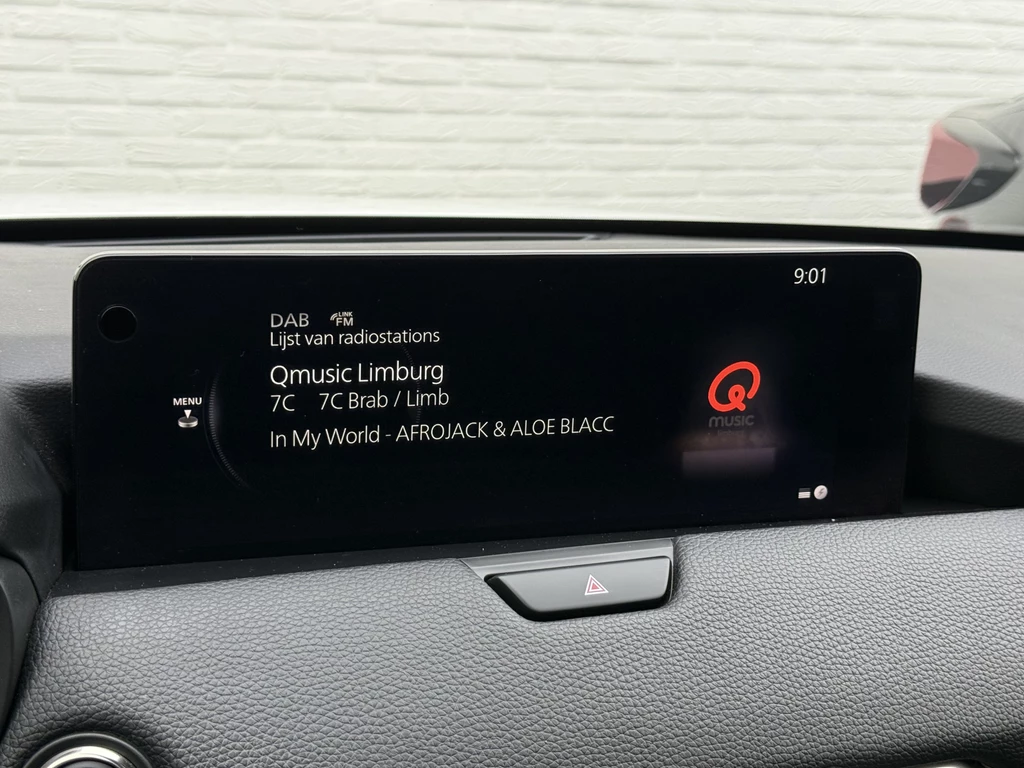 9:01
DAB LINK FM
Lijst van radiostations
Qmusic Limburg
7C 7C Brab / Limb
MENU
In My World - AFROJACK & ALOE BLACC
Q
music